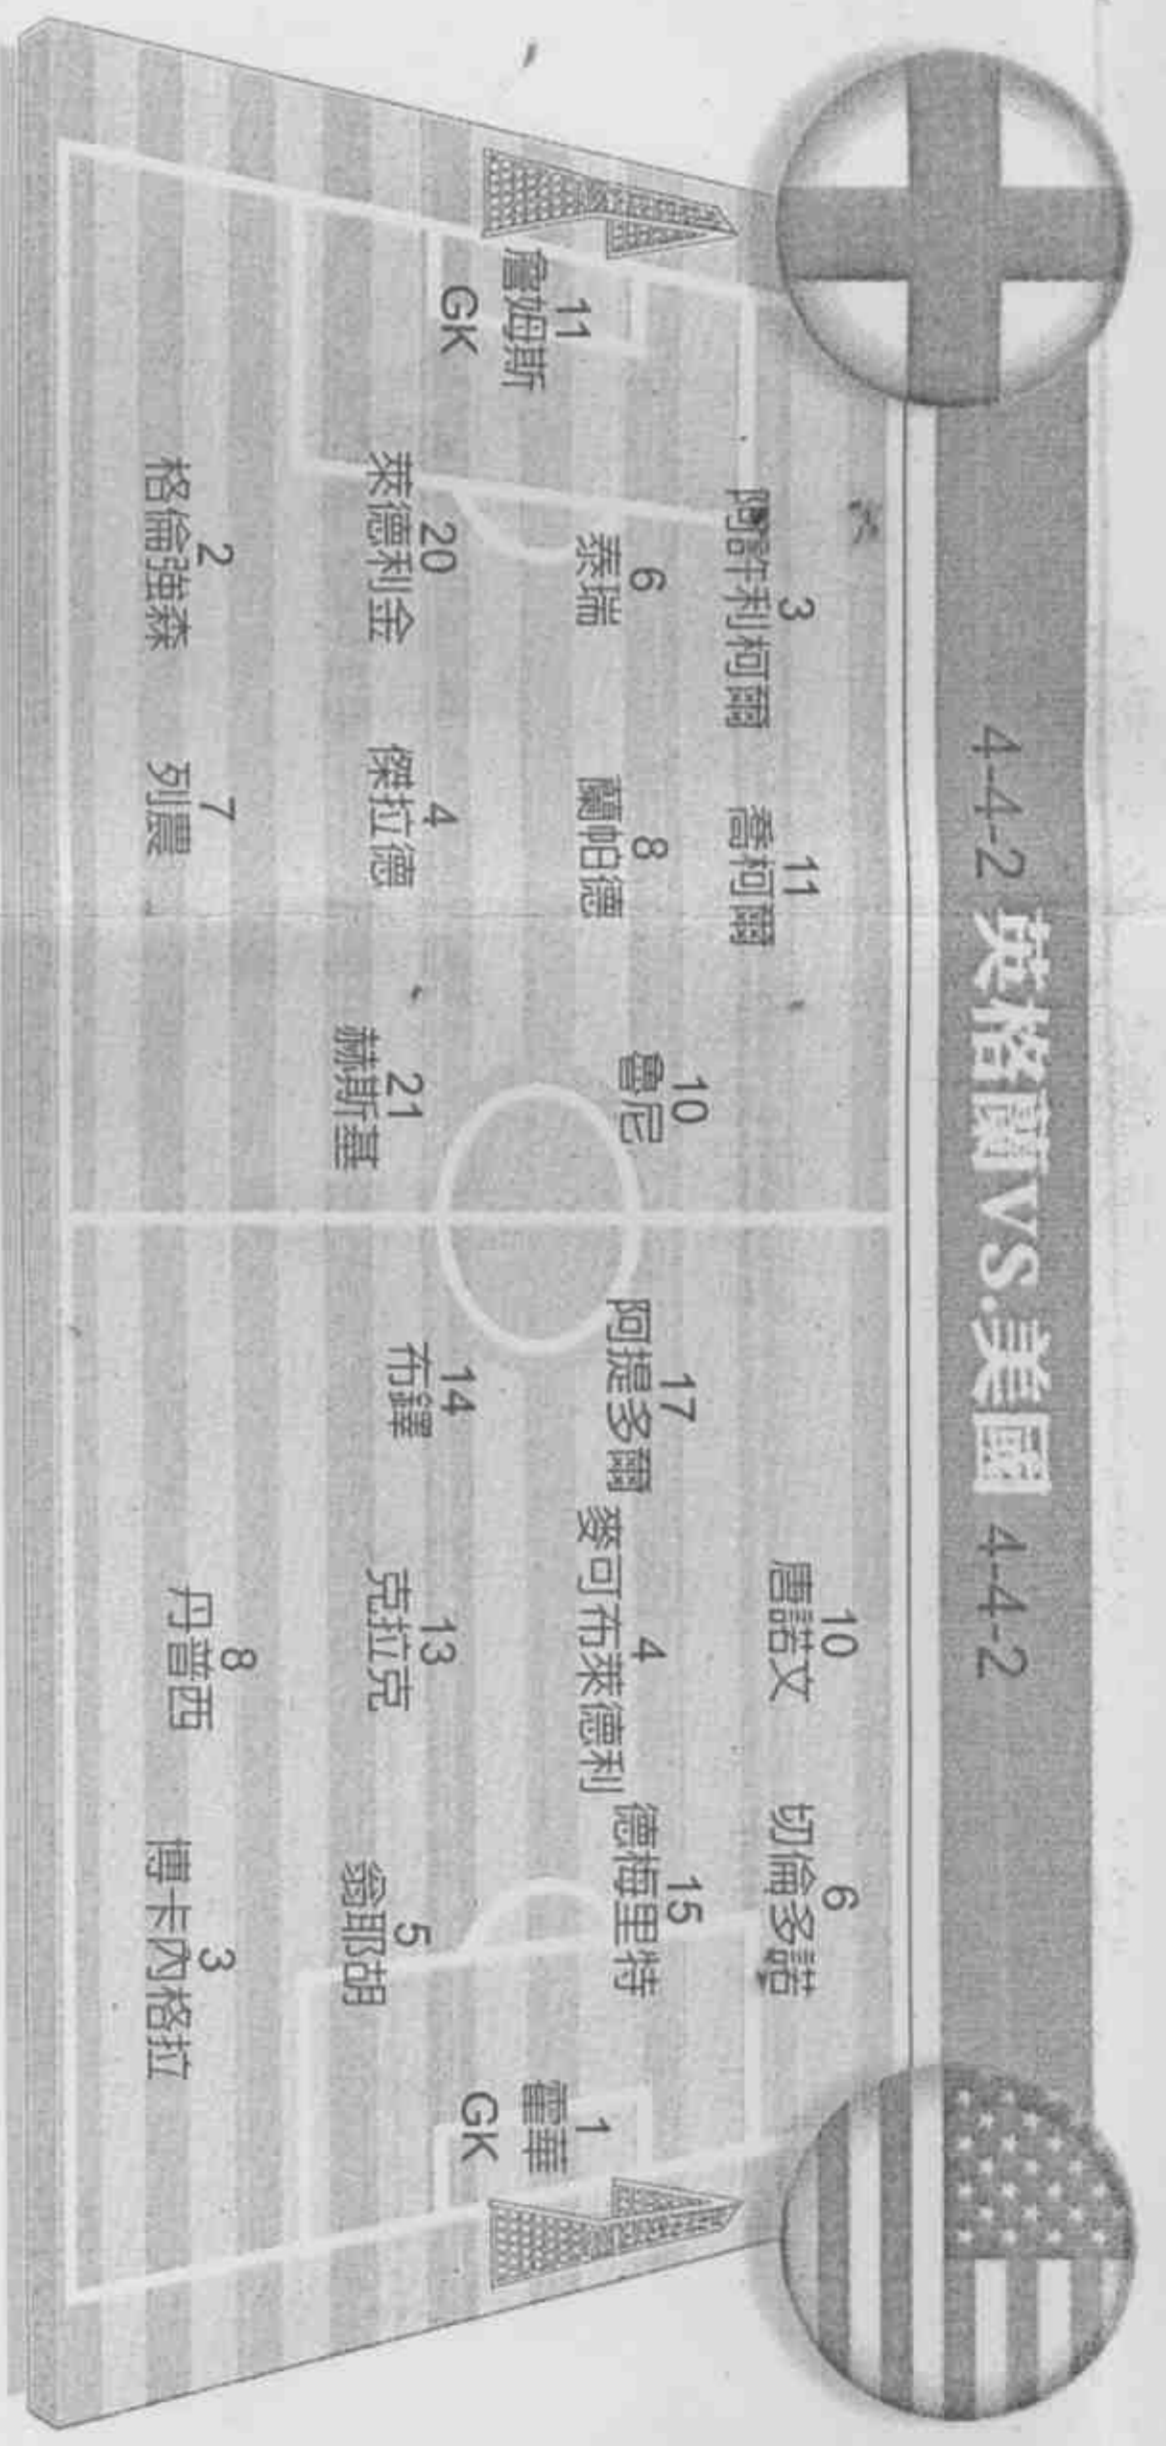 4-4-2 英格蘭VS.美國 4-4-2
11
詹姆斯
GK
3
阿許利柯爾
6
泰瑞
20
萊德利金
2
格倫強森
11
喬柯爾
8
蘭帕德
4
傑拉德
7
列農
10
魯尼
21
赫斯基
17
阿提多爾
14
布鐸
10
唐諾文
4
麥可布萊德利
13
克拉克
8
丹普西
6
切倫多諾
15
德梅里特
5
翁耶胡
3
博卡內格拉
1
霍華
GK